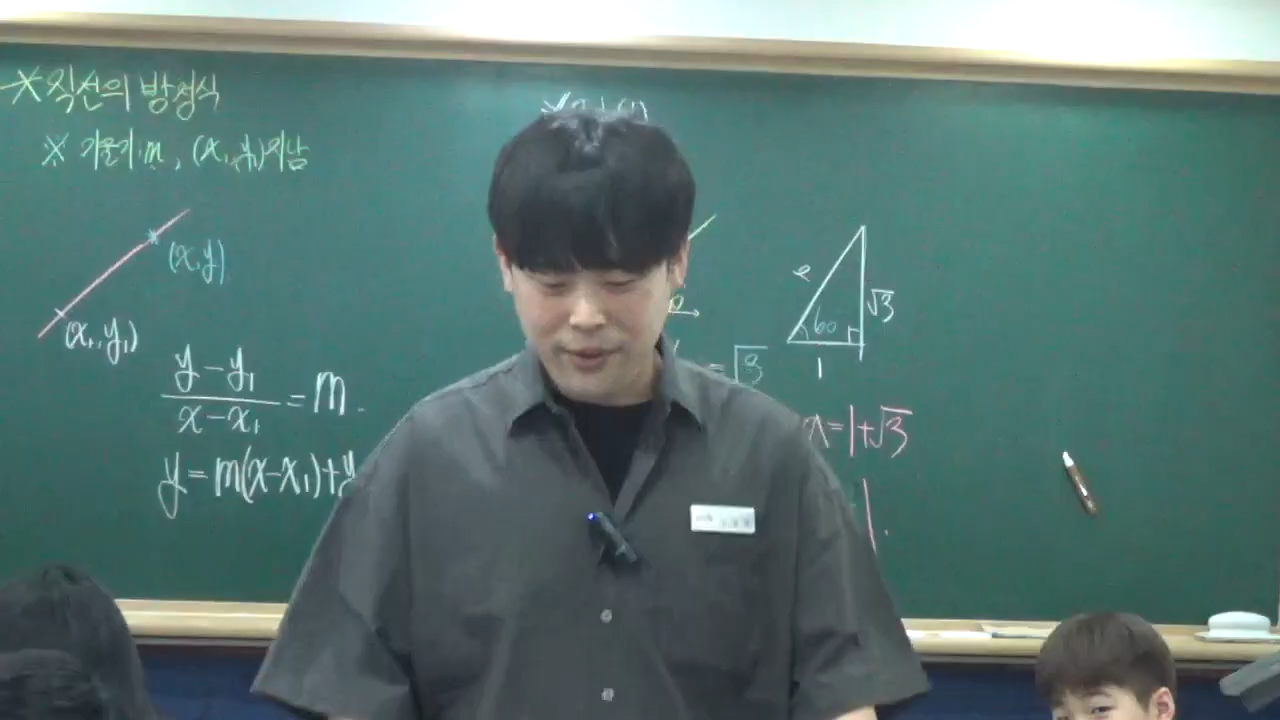 * 직선의 방정식
※ 기울기:m , (x₁, y₁)지남
(x, y)
(x₁, y₁)
(y-y₁)/(x-x₁) = m.
y=m(x-x₁)+y
2
√3
60
1
=1+√3